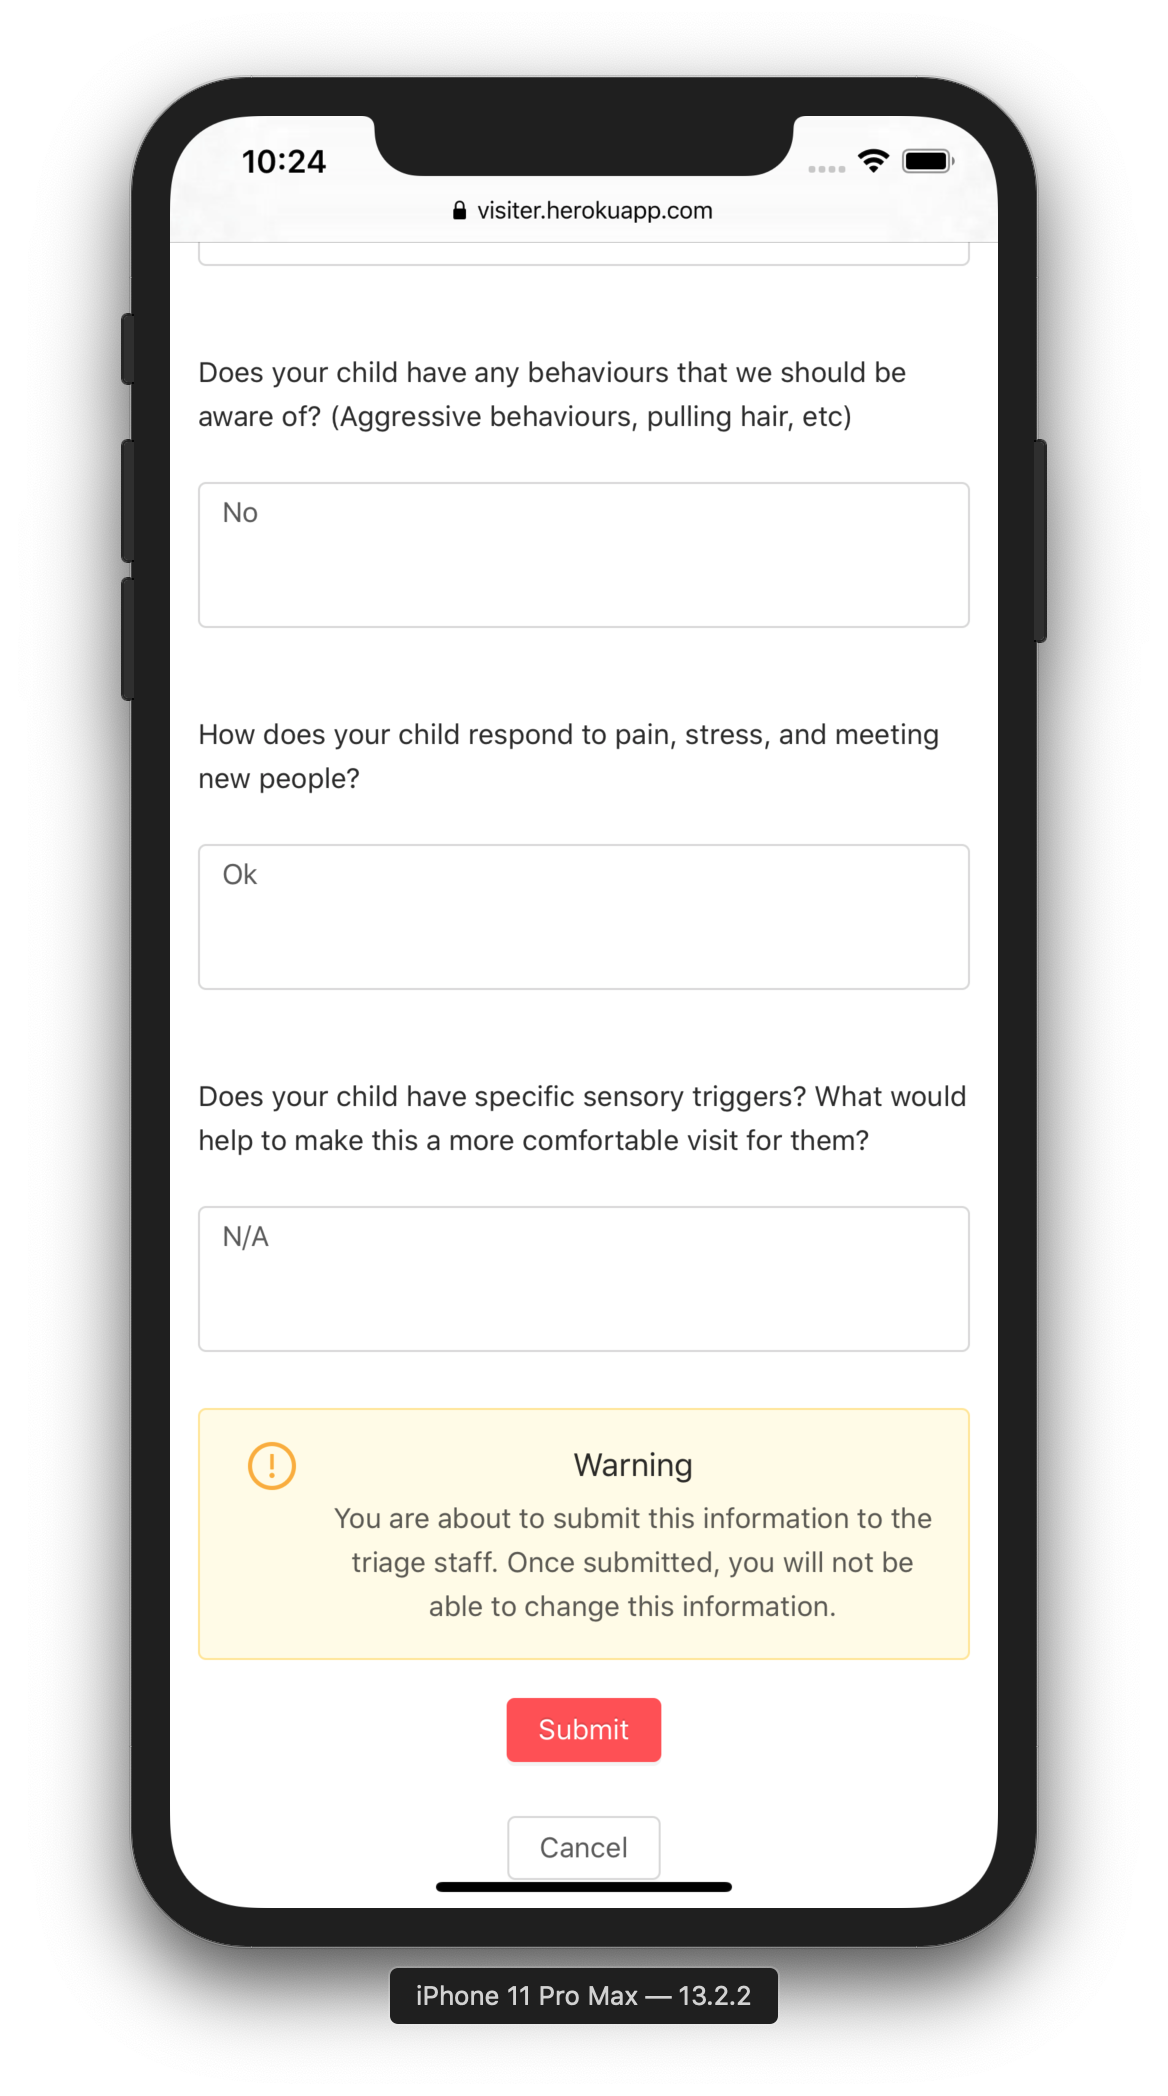 10:24
visiter.herokuapp.com
Does your child have any behaviours that we should be
aware of? (Aggressive behaviours, pulling hair, etc)
No
How does your child respond to pain, stress, and meeting
new people?
Ok
Does your child have specific sensory triggers? What would
help to make this a more comfortable visit for them?
N/A
Warning
You are about to submit this information to the
triage staff. Once submitted, you will not be
able to change this information.
Submit
Cancel
iPhone 11 Pro Max — 13.2.2